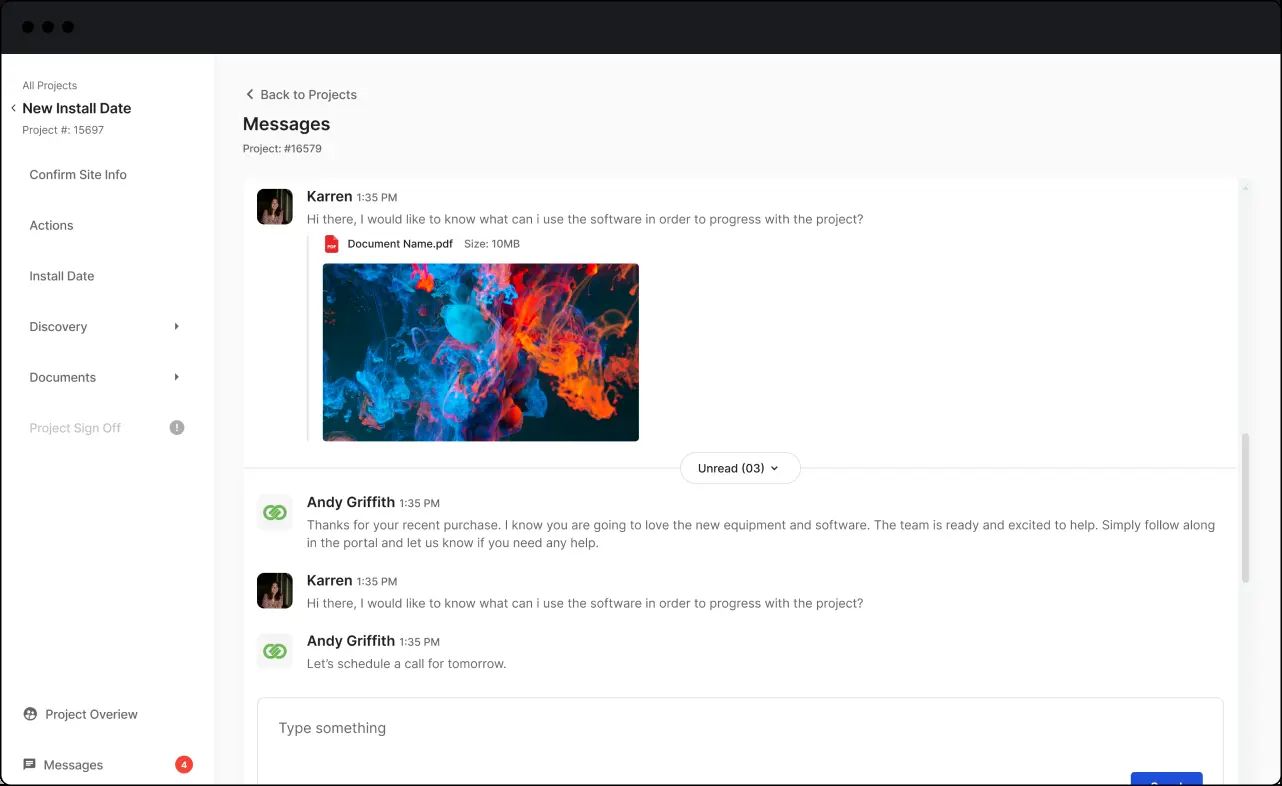 All Projects
New Install Date
Project #: 15697
Confirm Site Info
Actions
Install Date
Discovery
Documents
Project Sign Off
Project Overiew
Messages
4
Back to Projects
Messages
Project: #16579
Karren 1:35 PM
Hi there, I would like to know what can i use the software in order to progress with the project?
PDF
Document Name.pdf Size: 10MB
Unread (03)
Andy Griffith 1:35 PM
Thanks for your recent purchase. I know you are going to love the new equipment and software. The team is ready and excited to help. Simply follow along
in the portal and let us know if you need any help.
Karren 1:35 PM
Hi there, I would like to know what can i use the software in order to progress with the project?
Andy Griffith 1:35 PM
Let’s schedule a call for tomorrow.
Type something